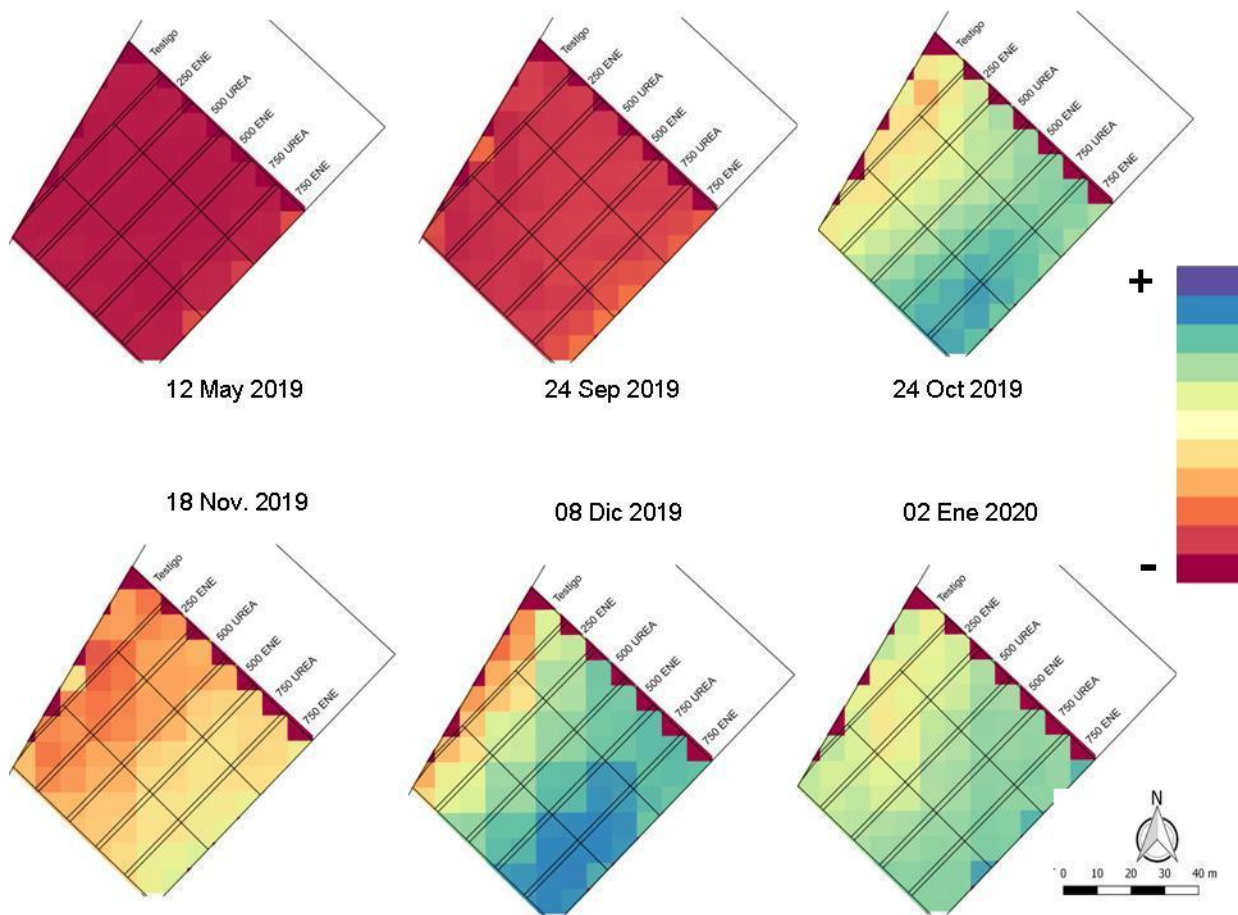 Testigo
250 ENE
500 UREA
500 ENE
750 UREA
750 ENE
Testigo
250 ENE
500 UREA
500 ENE
750 UREA
750 ENE
Testigo
250 ENE
500 UREA
500 ENE
750 UREA
750 ENE
+
-
12 May 2019
24 Sep 2019
24 Oct 2019
18 Nov. 2019
08 Dic 2019
02 Ene 2020
Testigo
250 ENE
500 UREA
500 ENE
750 UREA
750 ENE
Testigo
250 ENE
500 UREA
500 ENE
750 UREA
750 ENE
Testigo
250 ENE
500 UREA
500 ENE
750 UREA
750 ENE
N
0 10 20 30 40 m